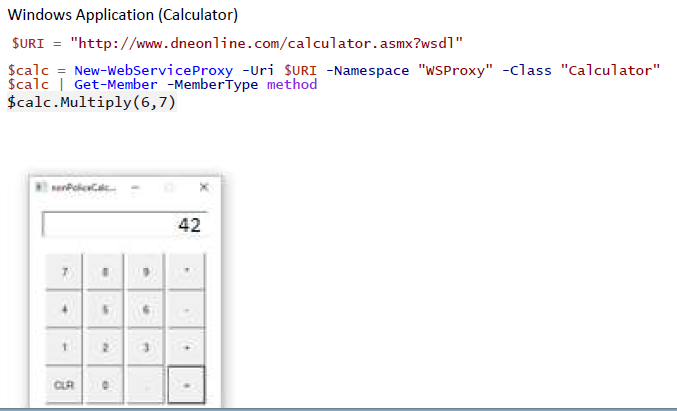 Windows Application (Calculator)
$URI = "http://www.dneonline.com/calculator.asmx?wsdl"
$calc = New-WebServiceProxy -Uri $URI -Namespace "WSProxy" -Class "Calculator"
$calc | Get-Member -MemberType method
$calc.Multiply(6,7)
42
7 8 9 *
4 5 6 -
1 2 3 +
CLR 0 . =